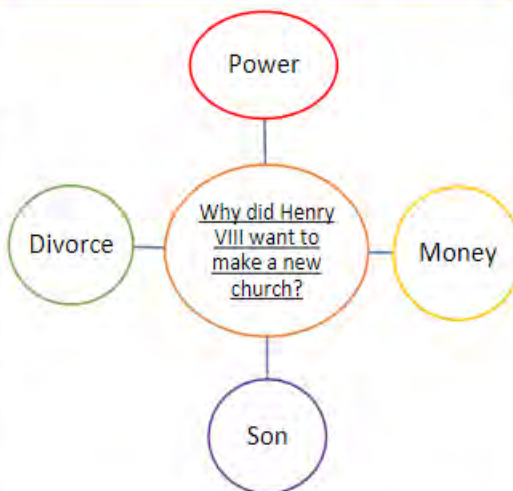 Power
Divorce
Why did Henry
VIII want to
make a new
church?
Money
Son